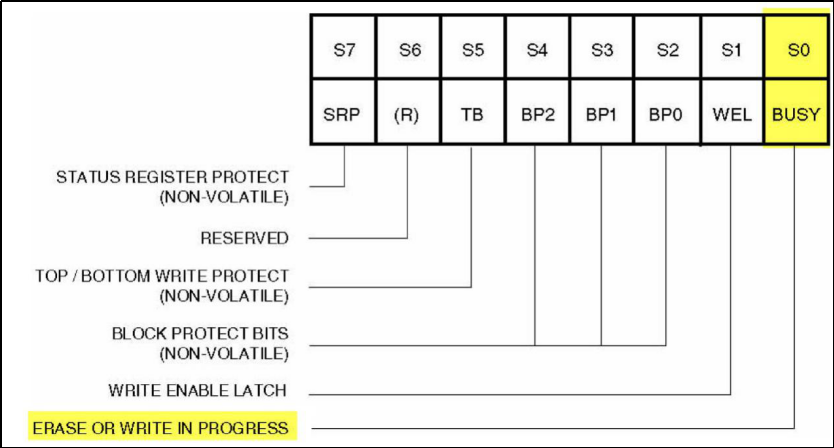 S7 S6 S5 S4 S3 S2 S1 S0
SRP (R) TB BP2 BP1 BP0 WEL BUSY
STATUS REGISTER PROTECT
(NON-VOLATILE)
RESERVED
TOP / BOTTOM WRITE PROTECT
(NON-VOLATILE)
BLOCK PROTECT BITS
(NON-VOLATILE)
WRITE ENABLE LATCH
ERASE OR WRITE IN PROGRESS